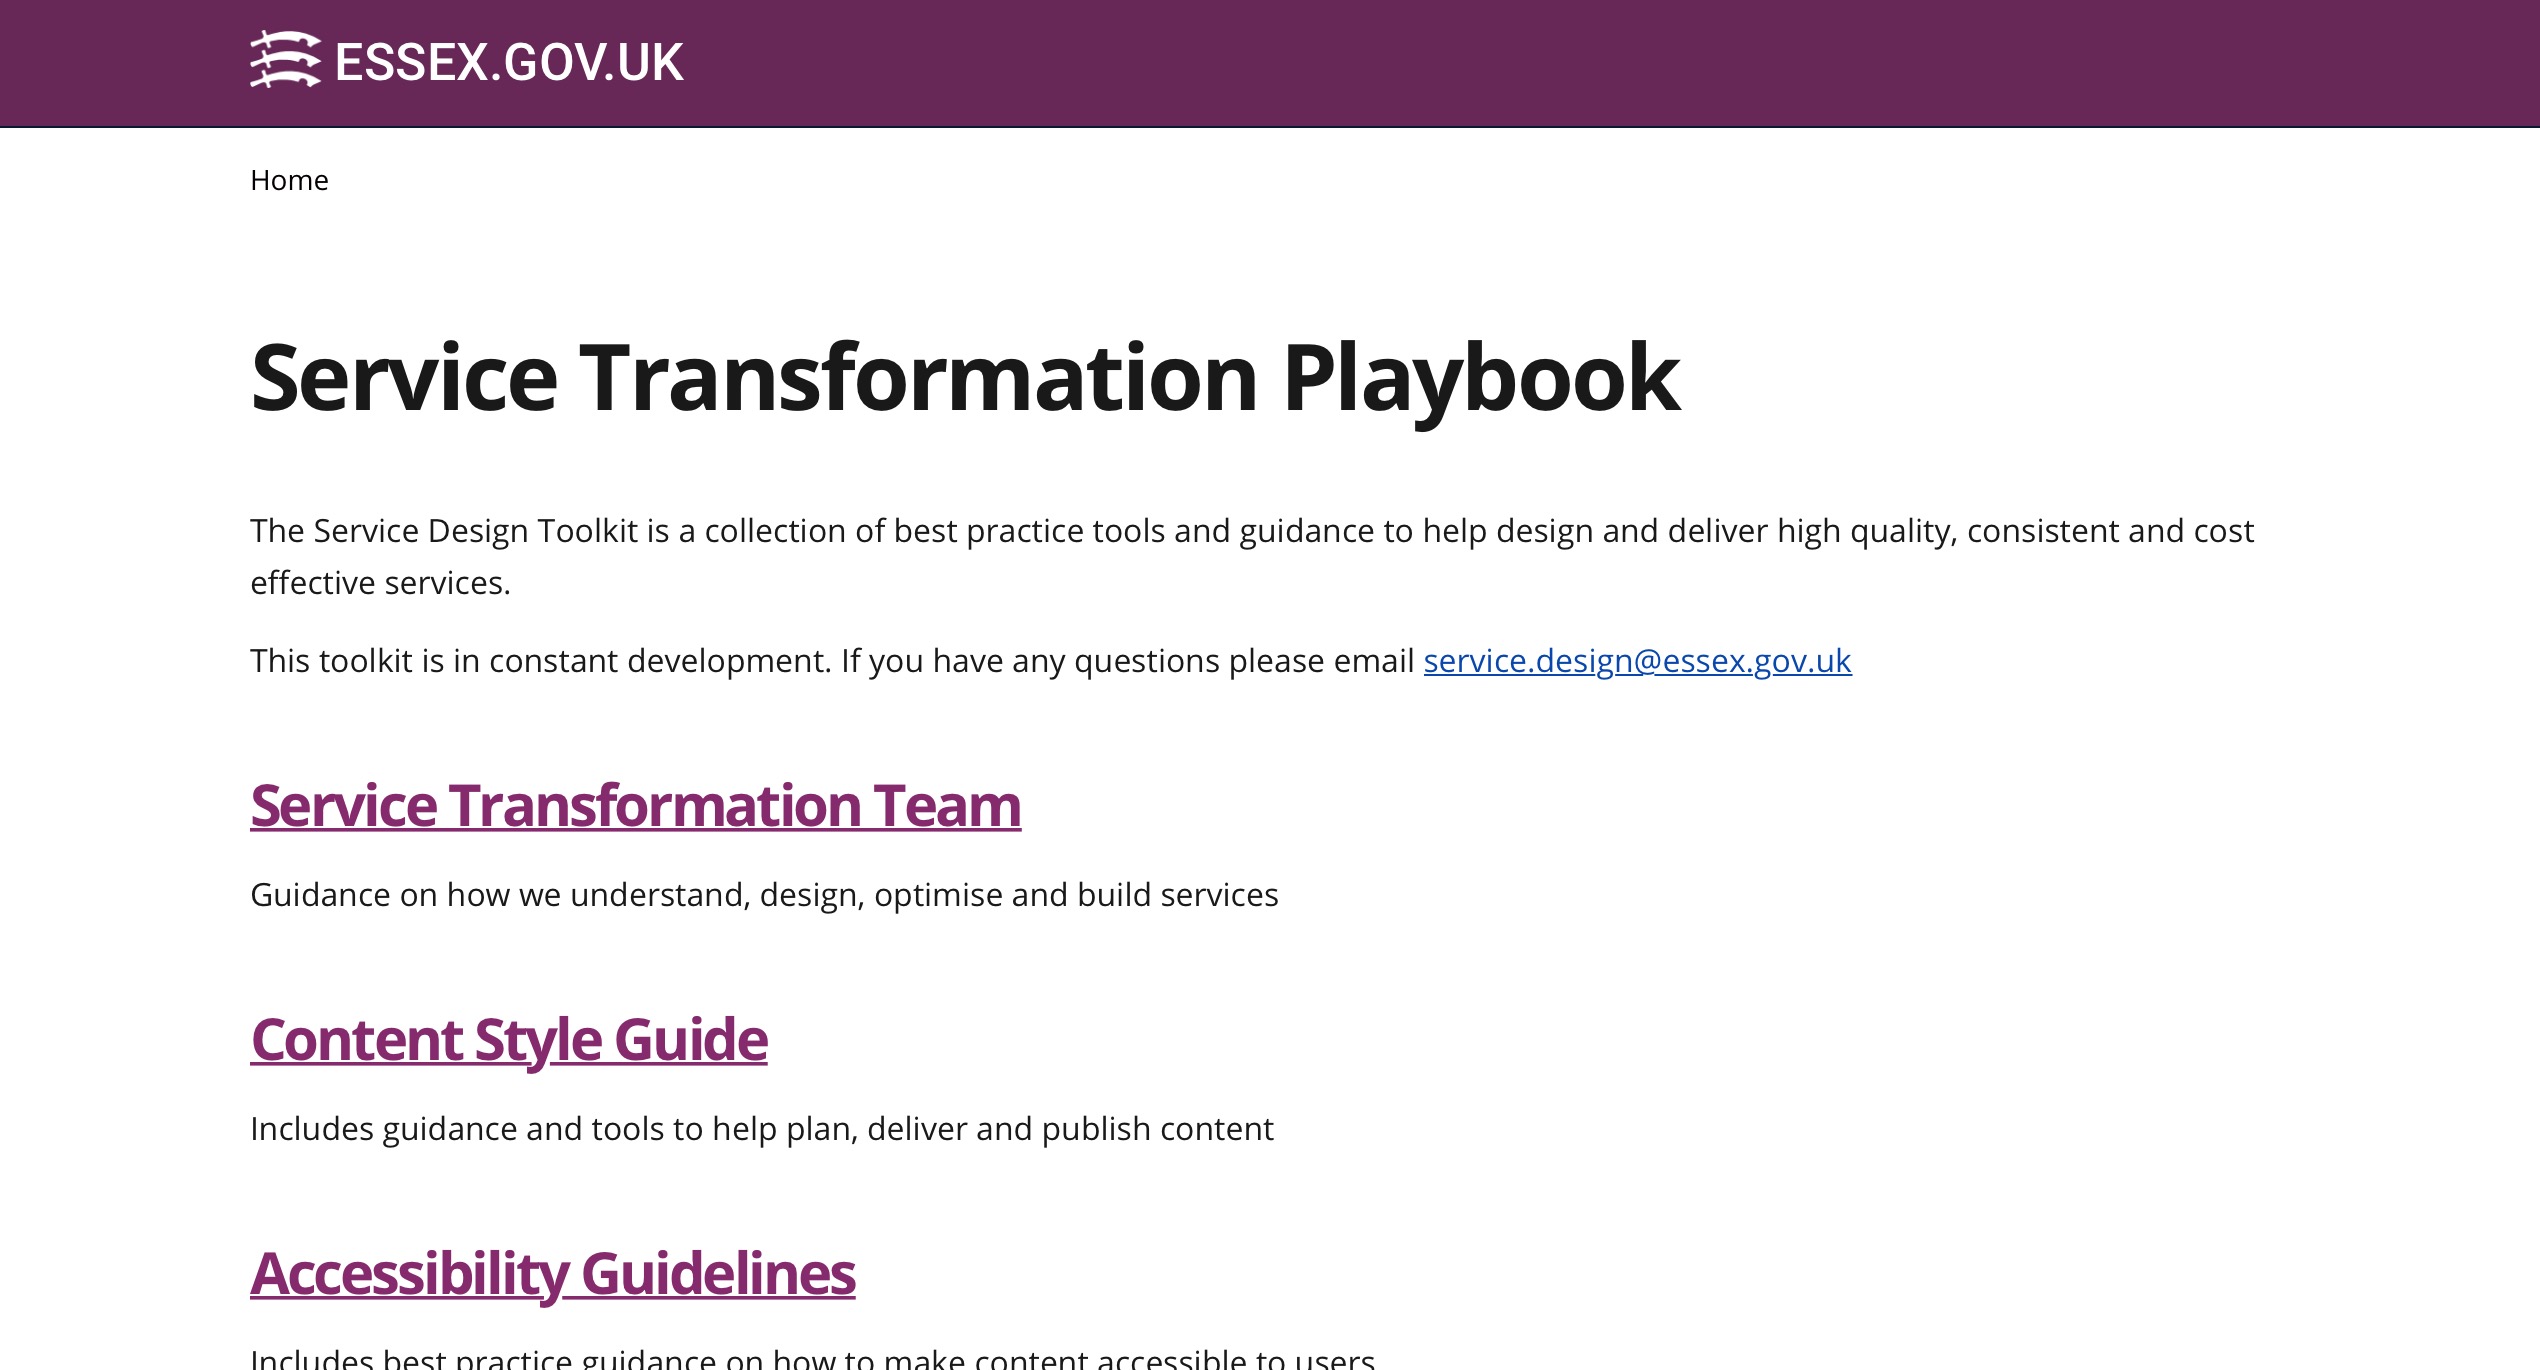 ESSEX.GOV.UK
Home
Service Transformation Playbook
The Service Design Toolkit is a collection of best practice tools and guidance to help design and deliver high quality, consistent and cost
effective services.
This toolkit is in constant development. If you have any questions please email service.design@essex.gov.uk
Service Transformation Team
Guidance on how we understand, design, optimise and build services
Content Style Guide
Includes guidance and tools to help plan, deliver and publish content
Accessibility Guidelines
Includes best practice guidance on how to make content accessible to users